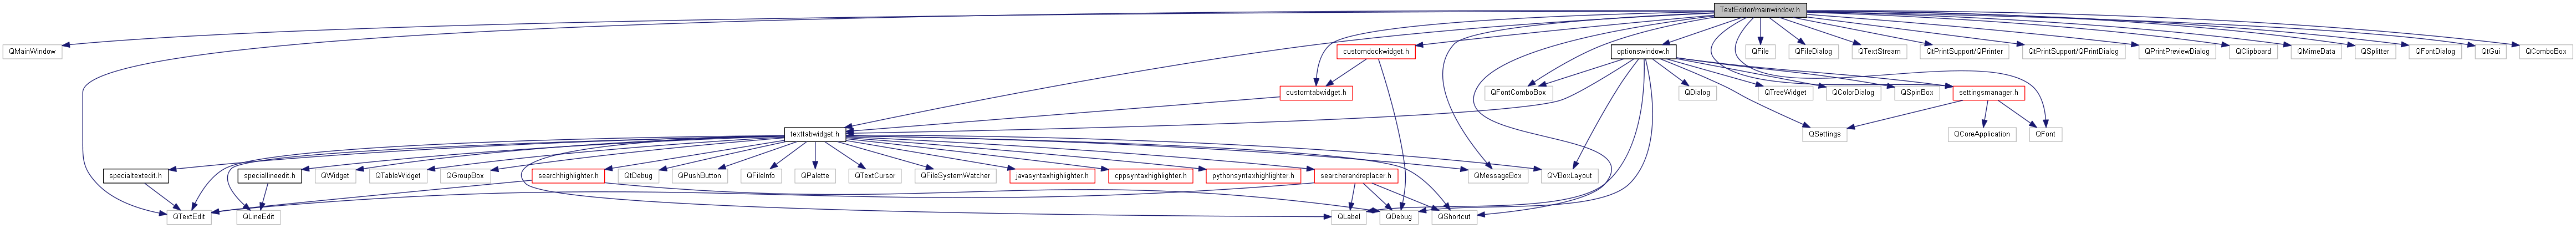 TextEditor/mainwindow.h
QMainWindow
customdockwidget.h
optionswindow.h
QFile
QFileDialog
QTextStream
QtPrintSupport/QPrinter
QtPrintSupport/QPrintDialog
QPrintPreviewDialog
QClipboard
QMimeData
QSplitter
QFontDialog
QtGui
QComboBox
customtabwidget.h
QFontComboBox
QDialog
QTreeWidget
QColorDialog
QSpinBox
settingsmanager.h
texttabwidget.h
QSettings
QCoreApplication
QFont
specialtextedit.h
speciallineedit.h
QWidget
QTableWidget
QGroupBox
searchhighlighter.h
QtDebug
QPushButton
QFileInfo
QPalette
QTextCursor
QFileSystemWatcher
javasyntaxhighlighter.h
cppsyntaxhighlighter.h
pythonsyntaxhighlighter.h
searcherandreplacer.h
QMessageBox
QVBoxLayout
QTextEdit
QLineEdit
QLabel
QDebug
QShortcut